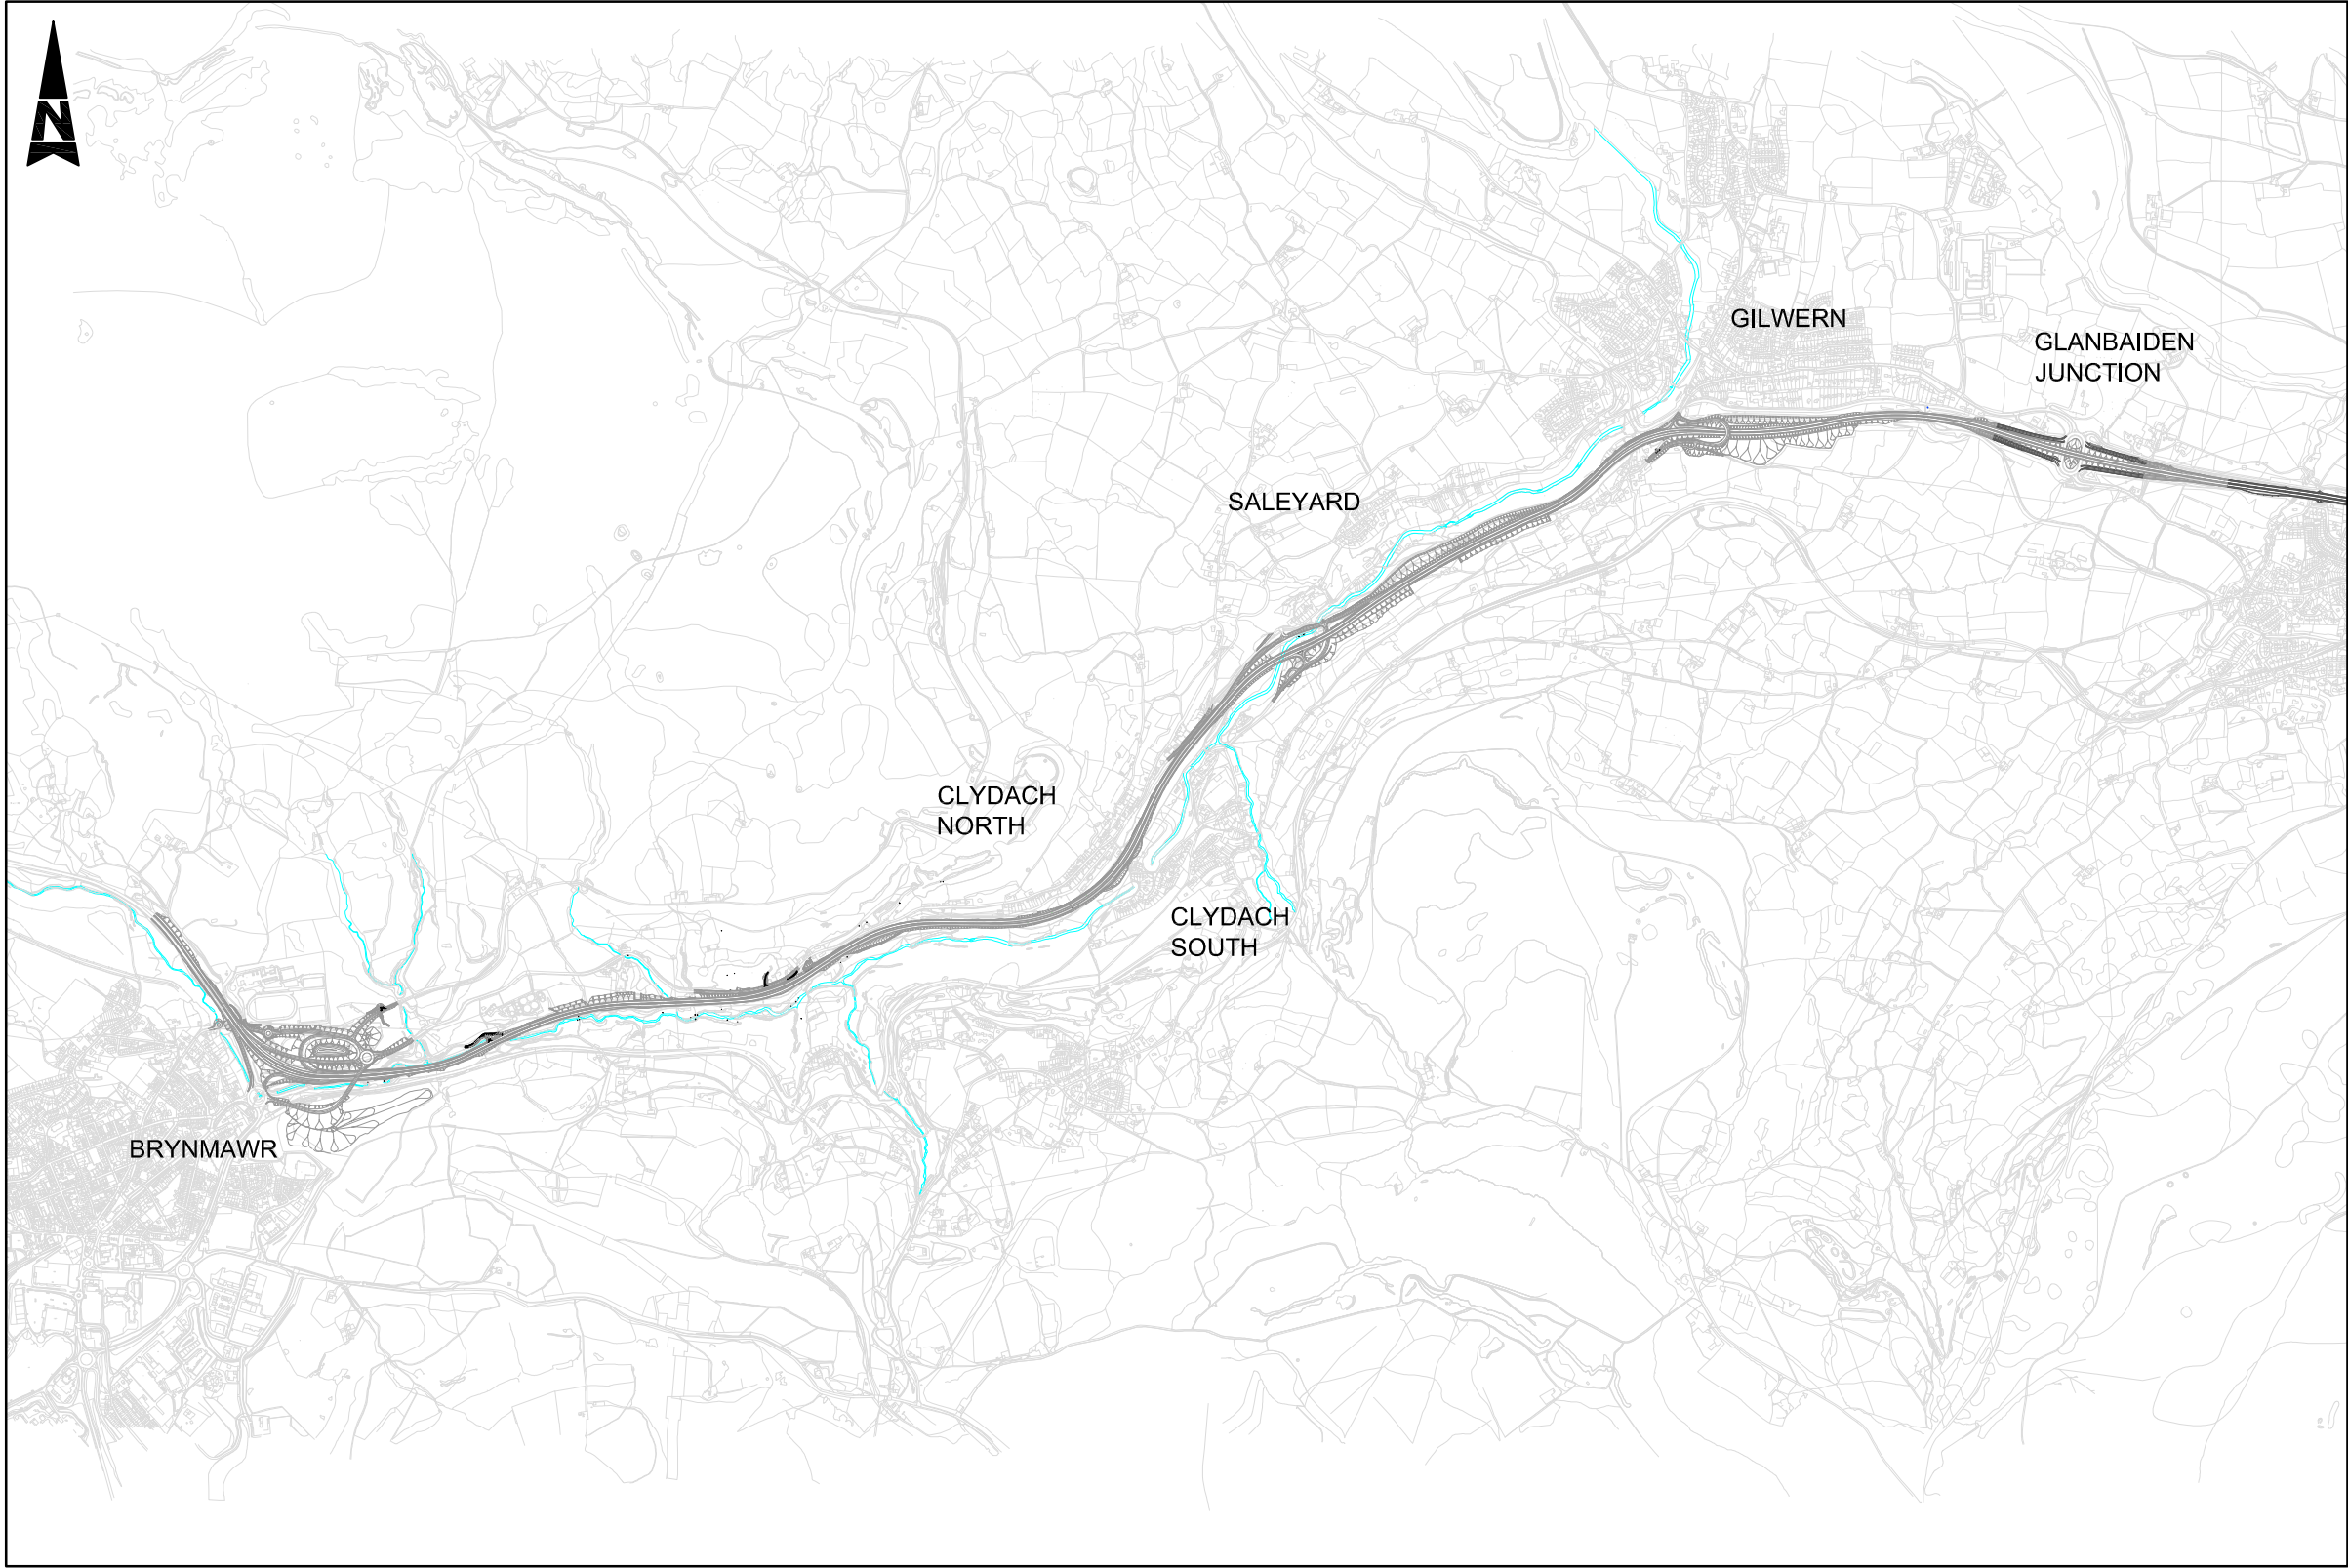 N
GILWERN
GLANBAIDEN
JUNCTION
SALEYARD
CLYDACH
NORTH
CLYDACH
SOUTH
BRYNMAWR